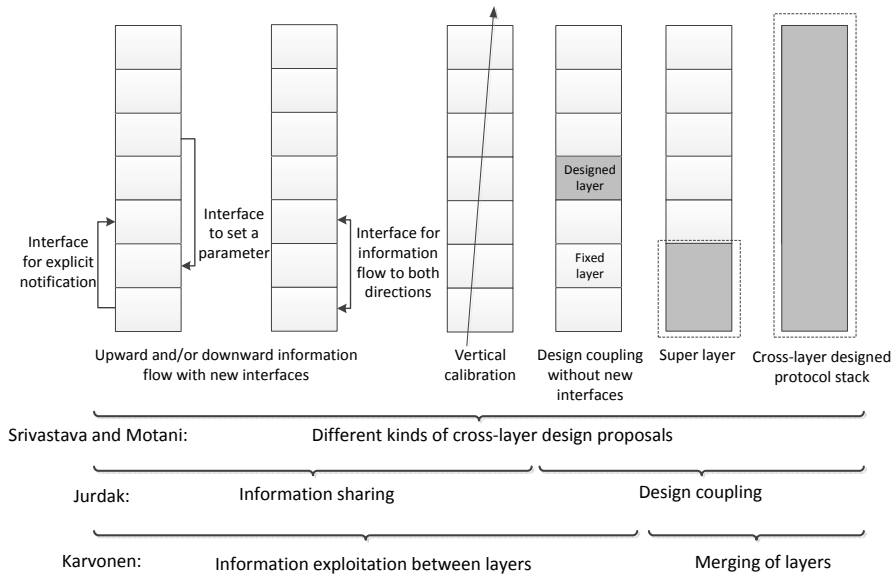 Designed
layer
Fixed
layer
Interface
for explicit
notification
Interface
to set a
parameter
Interface for
information
flow to both
directions
Upward and/or downward information
flow with new interfaces
Vertical
calibration
Design coupling
without new
interfaces
Super layer
Cross-layer designed
protocol stack
Srivastava and Motani:
Different kinds of cross-layer design proposals
Jurdak:
Information sharing
Design coupling
Karvonen:
Information exploitation between layers
Merging of layers